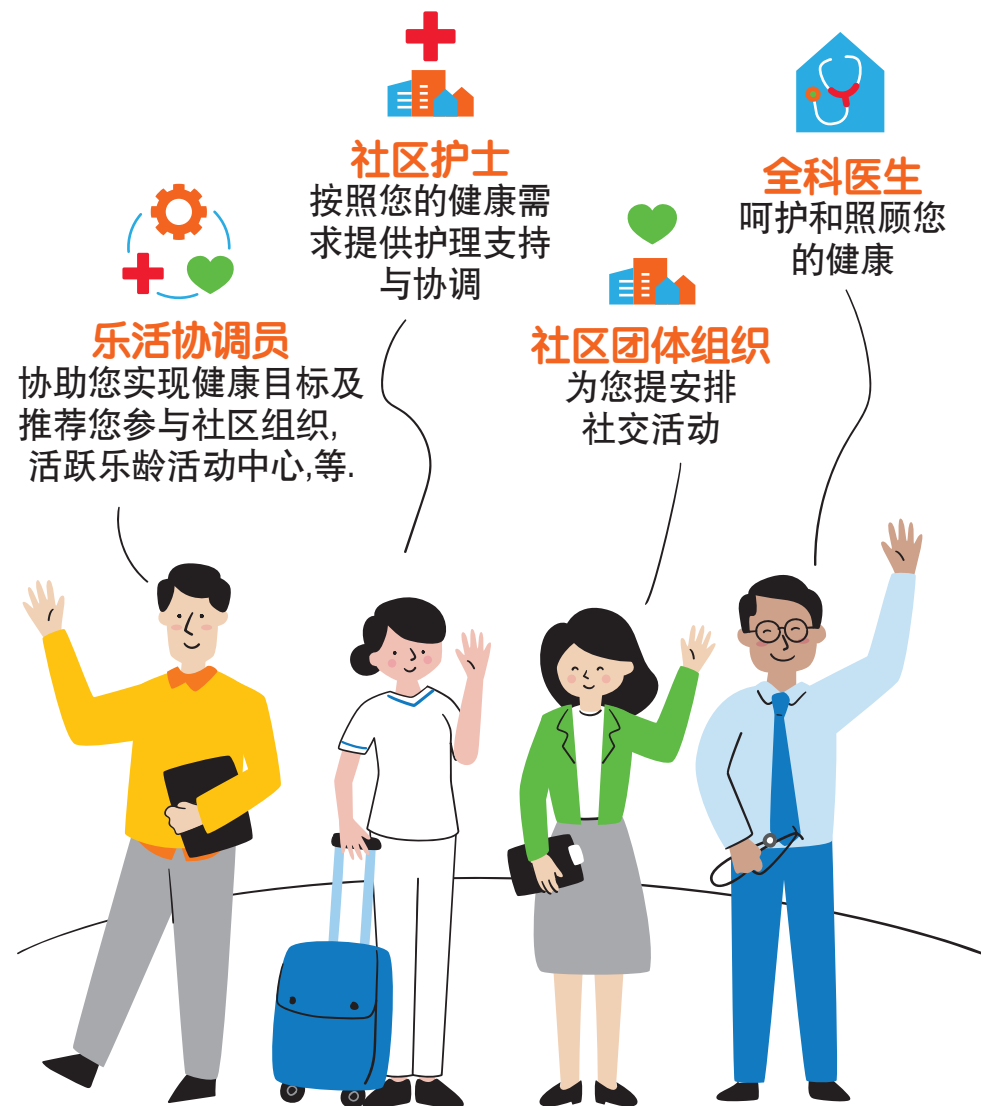 社区护士
按照您的健康需
求提供护理支持
与协调
全科医生
呵护和照顾您
的健康
乐活协调员
协助您实现健康目标及
推荐您参与社区组织,
活跃乐龄活动中心,等.
社区团体组织
为您提安排
社交活动